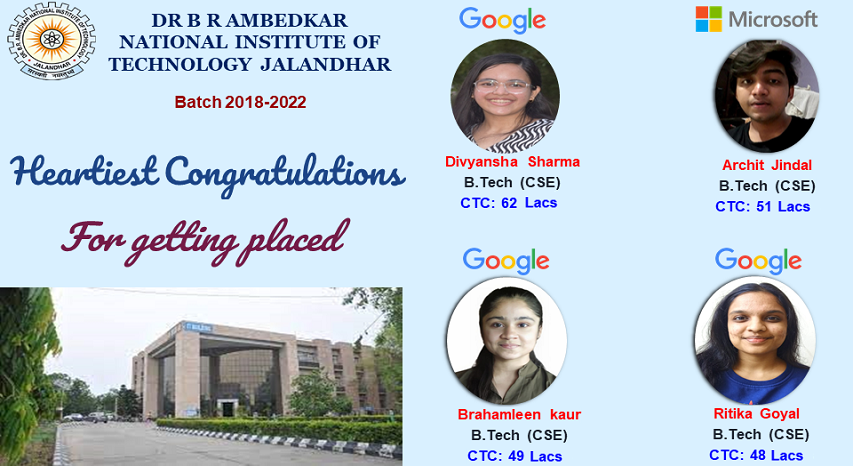 DR B R AMBEDKAR
NATIONAL INSTITUTE OF
TECHNOLOGY JALANDHAR
Batch 2018-2022
Heartiest Congratulations
For getting placed
Google
Divyansha Sharma
B.Tech (CSE)
CTC: 62 Lacs
Microsoft
Archit Jindal
B.Tech (CSE)
CTC: 51 Lacs
Google
Brahamleen kaur
B.Tech (CSE)
CTC: 49 Lacs
Google
Ritika Goyal
B.Tech (CSE)
CTC: 48 Lacs